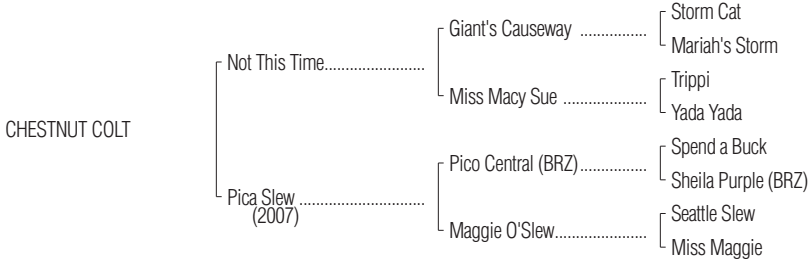 Storm Cat
Giant's Causeway ................
Mariah's Storm
Not This Time........................
Trippi
Miss Macy Sue ....................
Yada Yada
CHESTNUT COLT
Spend a Buck
Pico Central (BRZ)................
Sheila Purple (BRZ)
Pica Slew ..............................
(2007)
Seattle Slew
Maggie O'Slew......................
Miss Maggie